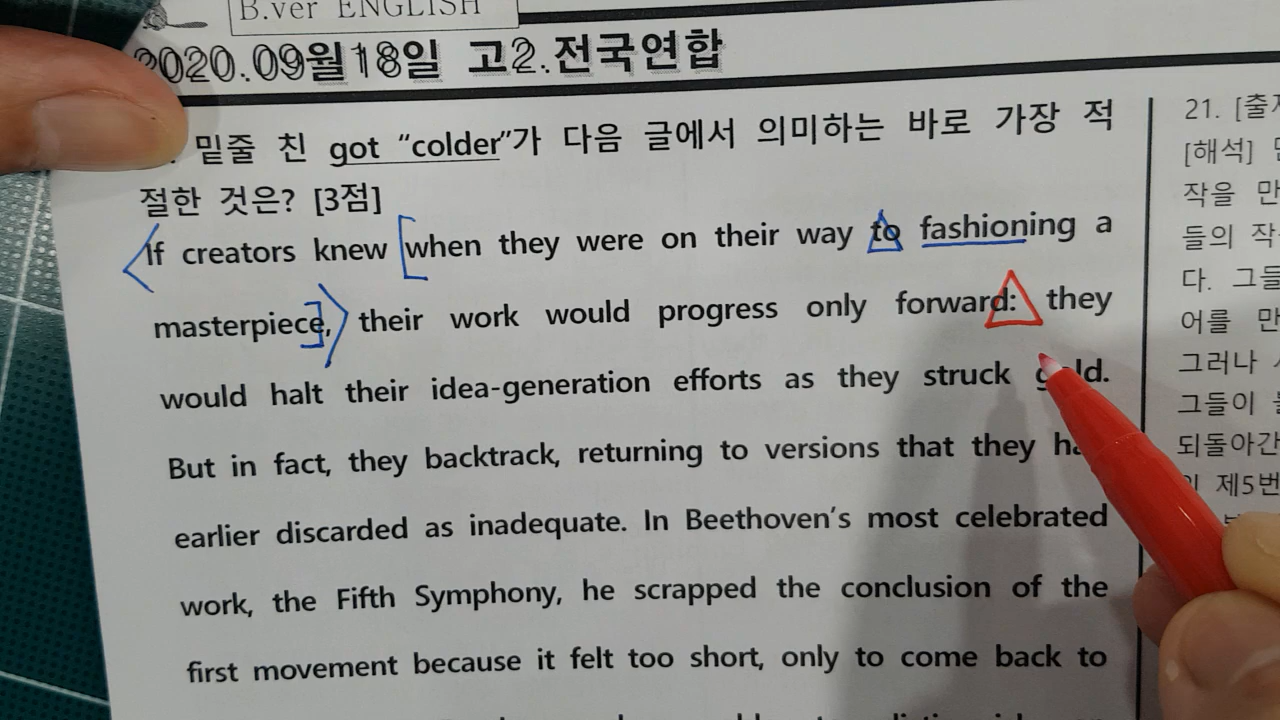 B.ver ENGLISH
2020.09월18일 고2.전국연합
밑줄 친 got “colder”가 다음 글에서 의미하는 바로 가장 적
절한 것은? [3점]
If creators knew when they were on their way to fashioning a
masterpiece, their work would progress only forward: they
would halt their idea-generation efforts as they struck gold.
But in fact, they backtrack, returning to versions that they
earlier discarded as inadequate. In Beethoven’s most celebrated
work, the Fifth Symphony, he scrapped the conclusion of the
first movement because it felt too short, only to come back to
21. [출처
[해석]
작을 만
들의 작
다. 그들
어를 만
그러나
그들이
되돌아간
제5번